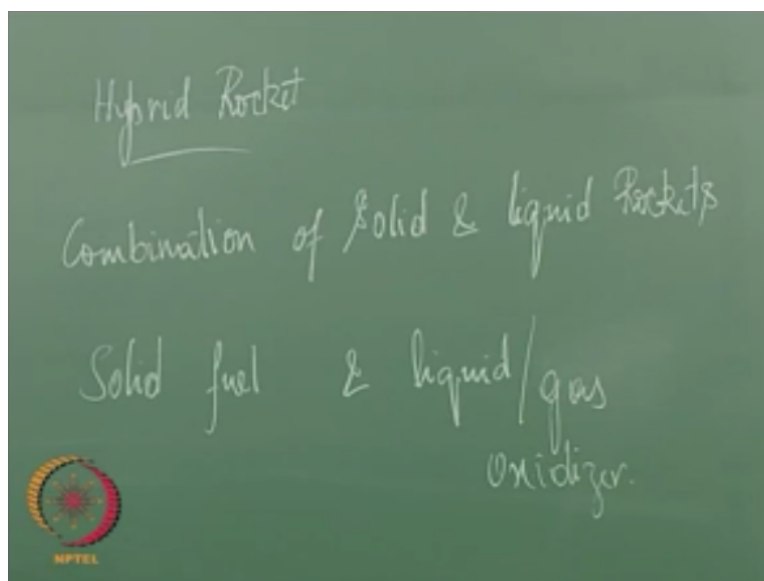 Hybrid Rocket
Combination of Solid & liquid Rockets
Solid fuel & liquid/gas
Oxidizer.
NPTEL